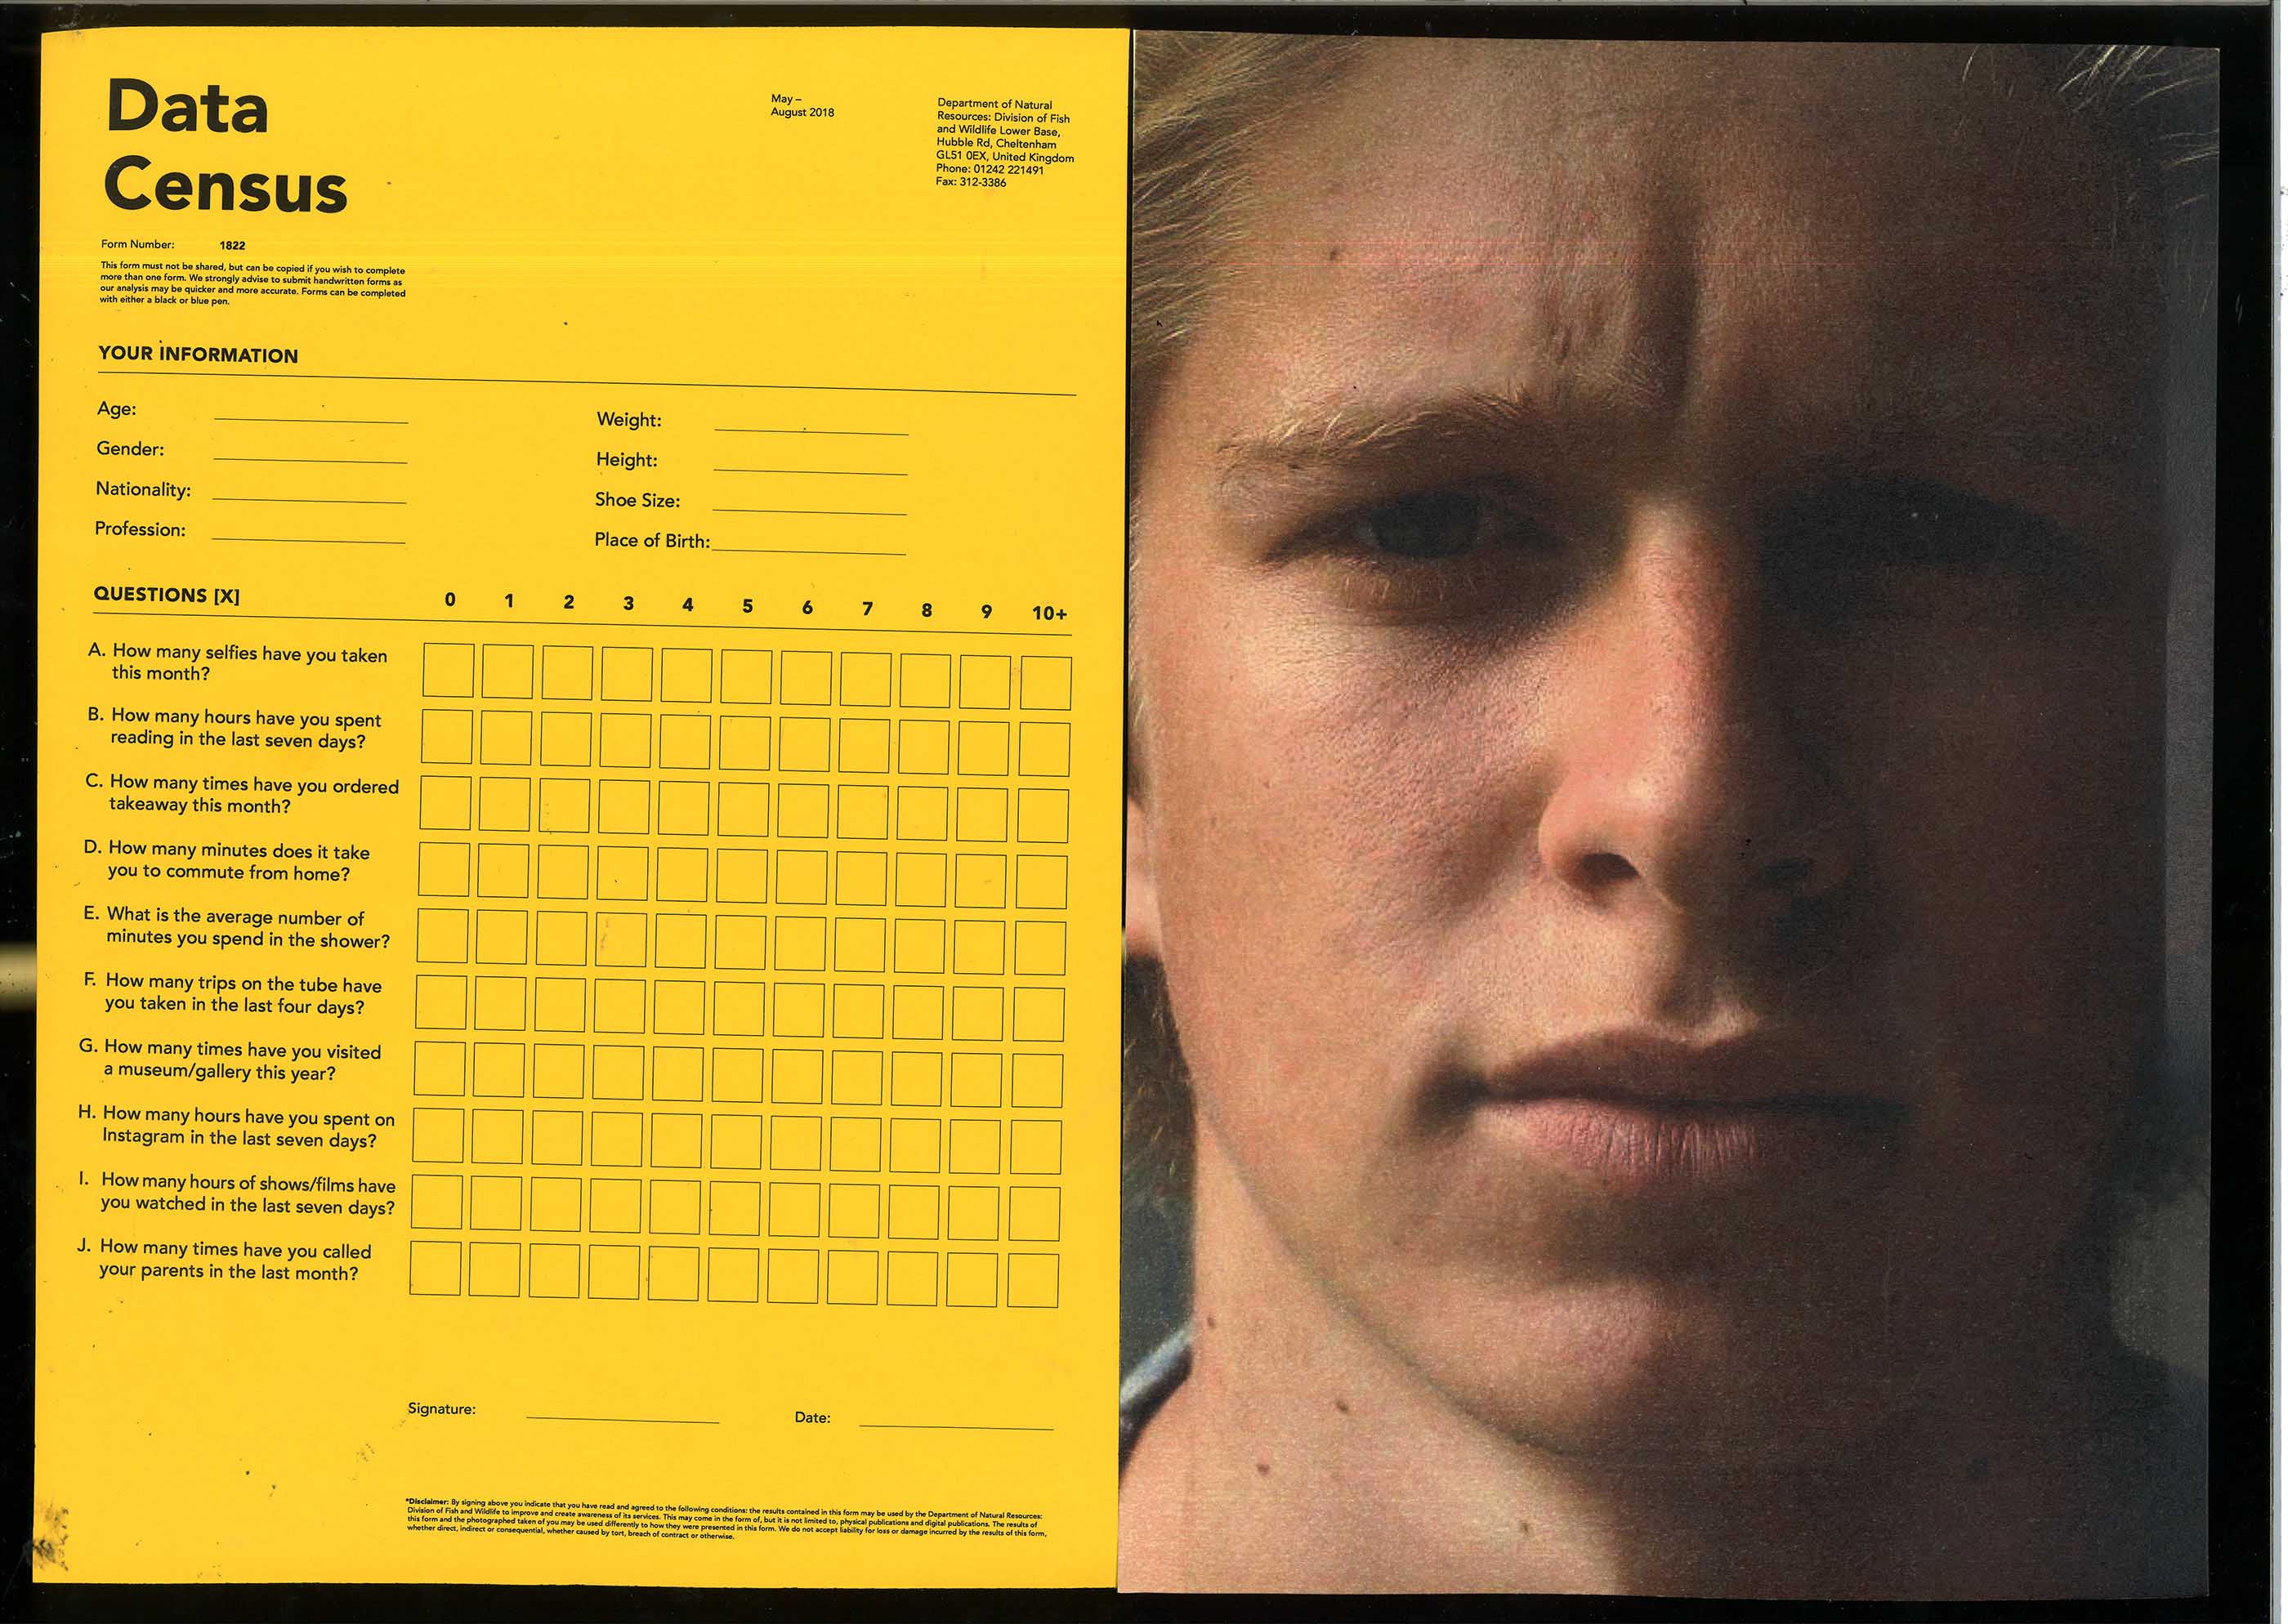 Data
Census
May –
August 2018
Department of Natural
Resources: Division of Fish
and Wildlife Lower Base,
Hubble Rd, Cheltenham
GL51 0EX, United Kingdom
Phone: 01242 221491
Fax: 312-3386
Form Number: 1822
This form must not be shared, but can be copied if you wish to complete
more than one form. We strongly advise to submit handwritten forms as
our analysis may be quicker and more accurate. Forms can be completed
with either a black or blue pen.
YOUR INFORMATION
Age:
Gender:
Nationality:
Profession:
Weight:
Height:
Shoe Size:
Place of Birth:
QUESTIONS [X] 0 1 2 3 4 5 6 7 8 9 10+
A. How many selfies have you taken
this month?
B. How many hours have you spent
reading in the last seven days?
C. How many times have you ordered
takeaway this month?
D. How many minutes does it take
you to commute from home?
E. What is the average number of
minutes you spend in the shower?
F. How many trips on the tube have
you taken in the last four days?
G. How many times have you visited
a museum/gallery this year?
H. How many hours have you spent on
Instagram in the last seven days?
I. How many hours of shows/films have
you watched in the last seven days?
J. How many times have you called
your parents in the last month?
Signature: Date:
*Disclaimer: By signing above you indicate that you have read and agreed to the following conditions: the results contained in this form may be used by the Department of Natural Resources:
Division of Fish and Wildlife to improve and create awareness of its services. This may come in the form of, but it is not limited to, physical publications and digital publications. The results of
this form and the photographed taken of you may be used differently to how they were presented in this form. We do not accept liability for loss or damage incurred by the results of this form,
whether direct, indirect or consequential, whether caused by tort, breach of contract or otherwise.